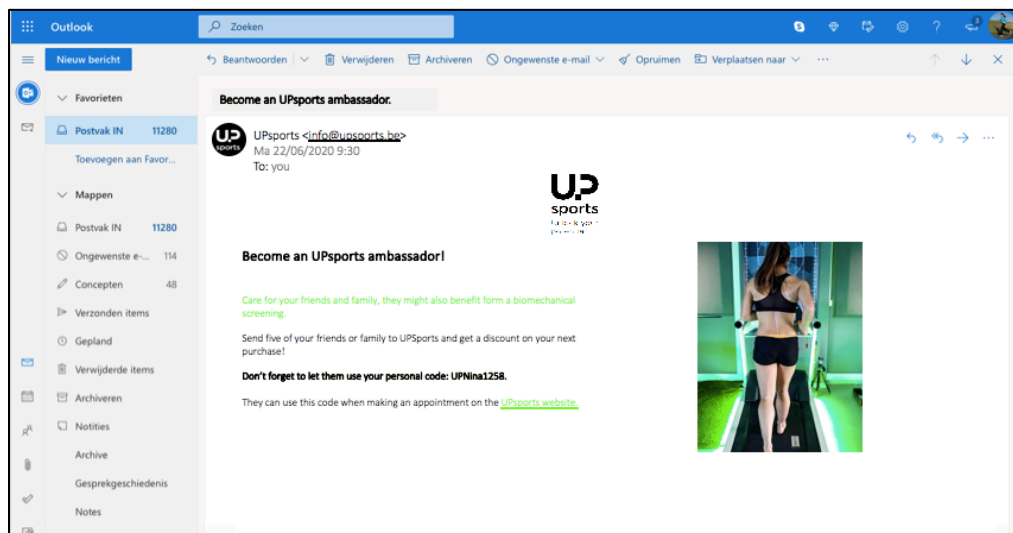 Outlook
Zoeken
3
Nieuw bericht
Beantwoorden
Verwijderen
Archiveren
Ongewenste e-mail
Opruimen
Verplaatsen naar
Favorieten
Postvak IN 11280
Toevoegen aan Favor...
Mappen
Postvak IN 11280
Ongewenste e-... 114
Concepten 48
Verzonden items
Gepland
Verwijderde items
Archiveren
Notities
Archive
Gesprekgeschiedenis
Notes
Become an UPsports ambassador.
UP
sports
UPsports <info@upsports.be>
Ma 22/06/2020 9:30
To: you
UP
sports
Become an UPsports ambassador!
Care for your friends and family, they might also benefit form a biomechanical
screening.
Send five of your friends or family to UPSports and get a discount on your next
purchase!
Don't forget to let them use your personal code: UPNina1258.
They can use this code when making an appointment on the UPsports website.